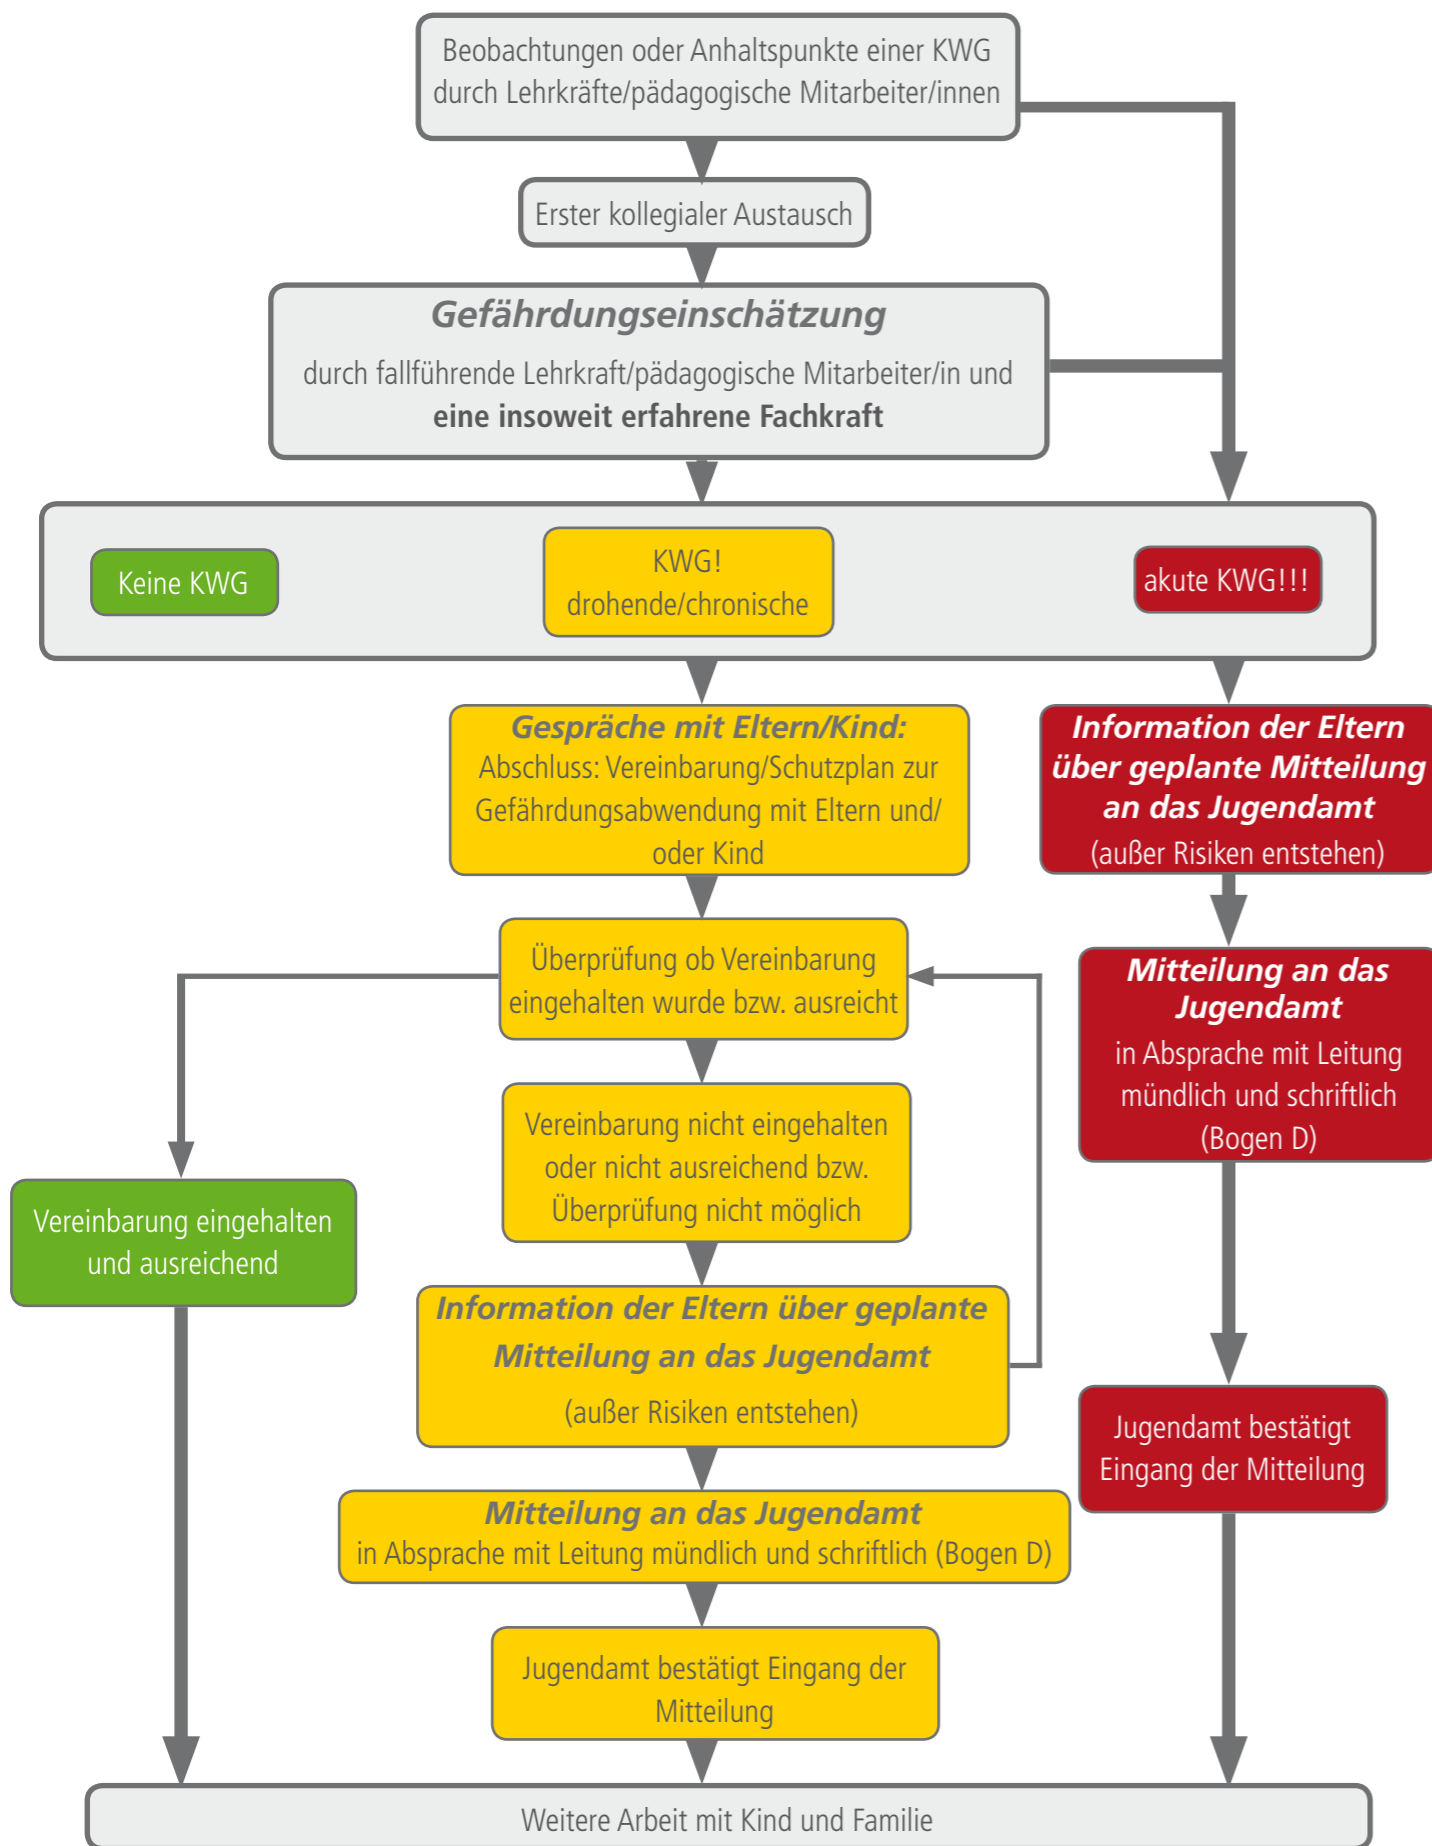 Beobachtungen oder Anhaltspunkte einer KWG
durch Lehrkräfte/pädagogische Mitarbeiter/innen
Erster kollegialer Austausch
Gefährdungseinschätzung
durch fallführende Lehrkraft/pädagogische Mitarbeiter/in und
eine insoweit erfahrene Fachkraft
Keine KWG
KWG!
drohende/chronische
akute KWG!!!
Gespräche mit Eltern/Kind:
Abschluss: Vereinbarung/Schutzplan zur
Gefährdungsabwendung mit Eltern und/
oder Kind
Information der Eltern
über geplante Mitteilung
an das Jugendamt
(außer Risiken entstehen)
Überprüfung ob Vereinbarung
eingehalten wurde bzw. ausreicht
Mitteilung an das
Jugendamt
in Absprache mit Leitung
mündlich und schriftlich
(Bogen D)
Vereinbarung nicht eingehalten
oder nicht ausreichend bzw.
Überprüfung nicht möglich
Vereinbarung eingehalten
und ausreichend
Information der Eltern über geplante
Mitteilung an das Jugendamt
(außer Risiken entstehen)
Jugendamt bestätigt
Eingang der Mitteilung
Mitteilung an das Jugendamt
in Absprache mit Leitung mündlich und schriftlich (Bogen D)
Jugendamt bestätigt Eingang der
Mitteilung
Weitere Arbeit mit Kind und Familie